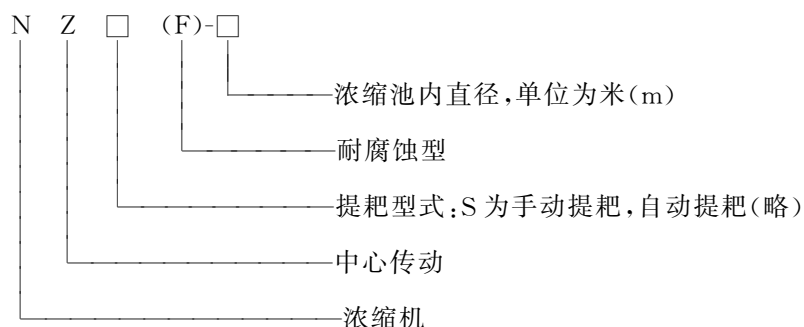 N Z □ (F)-□
浓缩池内直径,单位为米(m)
耐腐蚀型
提耙型式:S为手动提耙,自动提耙(略)
中心传动
浓缩机